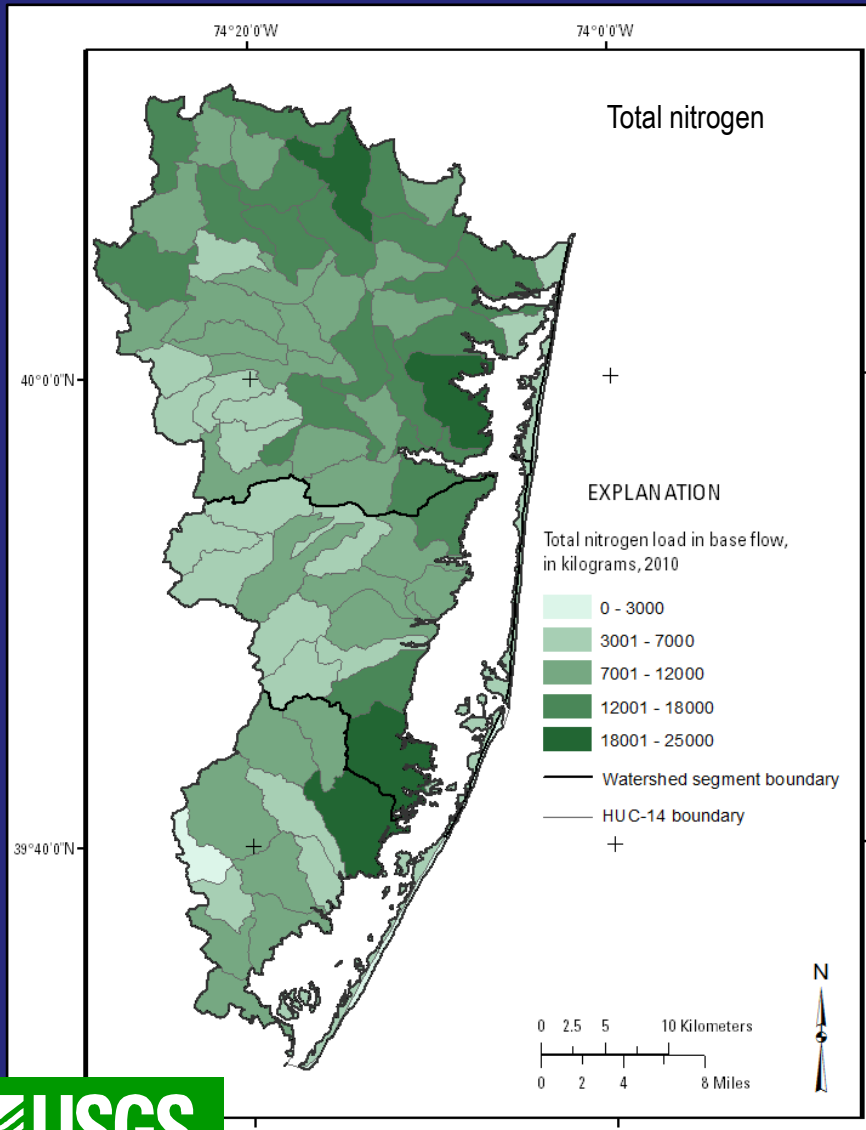 74°20'0"W
74°0'0"W
Total nitrogen
40°0'0"N
EXPLANATION
Total nitrogen load in base flow,
in kilograms, 2010
0 - 3000
3001 - 7000
7001 - 12000
12001 - 18000
18001 - 25000
Watershed segment boundary
HUC-14 boundary
39°40'0"N
N
0 2.5 5 10 Kilometers
0 2 4 8 Miles
USGS